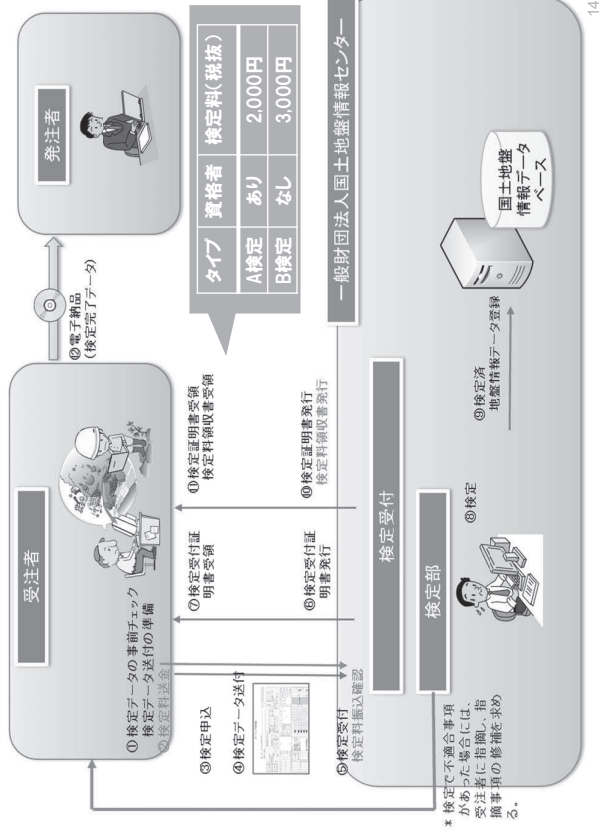 受注者
①検定データの事前チェック
検定データ送付の準備
②検定料送金
③検定申込
④検定データ送付
⑤検定受付
検定料振込確認
⑥検定受付証
明書発行
⑦検定受付証
明書受領
⑩検定証明書発行
検定料領収書発行
⑪検定証明書受領
検定料領収書受領
⑫電子納品
(検定完了データ)
発注者
タイプ 資格者 検定料(税抜)
A検定 あり 2,000円
B検定 なし 3,000円
一般財団法人国土地盤情報センター
検定受付
検定部
⑧検定
⑨検定済
地盤情報データ登録
国土地盤
情報データ
ベース
* 検定で不適合事項
があった場合には、
受注者に指摘し、指
摘事項の修補を求め
る。
14